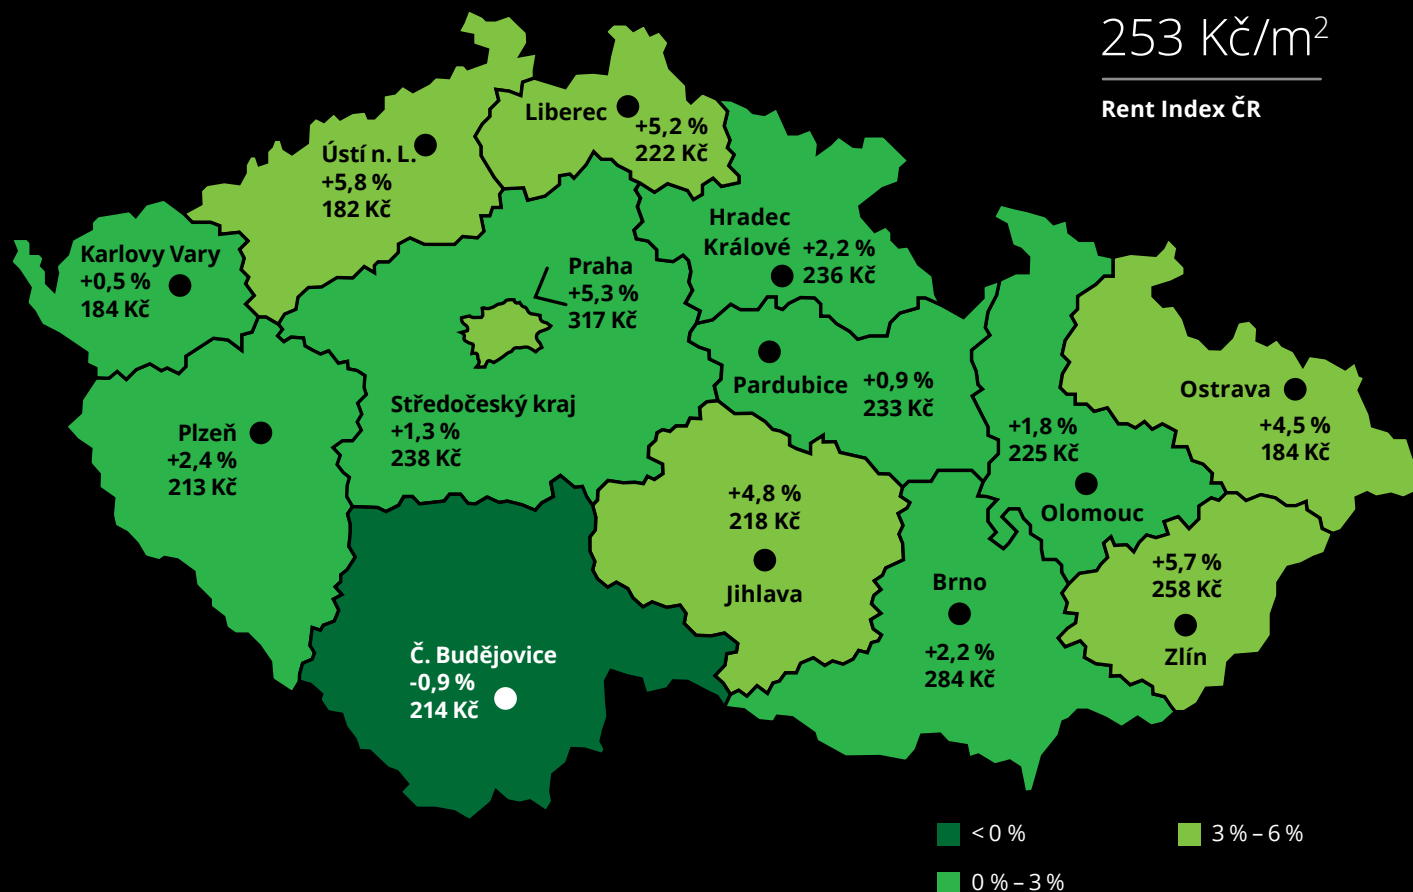 253 Kč/m²
Rent Index ČR
Liberec
+5,2 %
222 Kč
Ústí n. L.
+5,8 %
182 Kč
Hradec
Králové
+2,2 %
236 Kč
Karlovy Vary
+0,5 %
184 Kč
Praha
+5,3 %
317 Kč
Pardubice
+0,9 %
233 Kč
Ostrava
+4,5 %
184 Kč
Středočeský kraj
+1,3 %
238 Kč
Plzeň
+2,4 %
213 Kč
+1,8 %
225 Kč
Olomouc
+4,8 %
218 Kč
Jihlava
Brno
+2,2 %
284 Kč
+5,7 %
258 Kč
Zlín
Č. Budějovice
-0,9 %
214 Kč
< 0 %
3 % – 6 %
0 % – 3 %